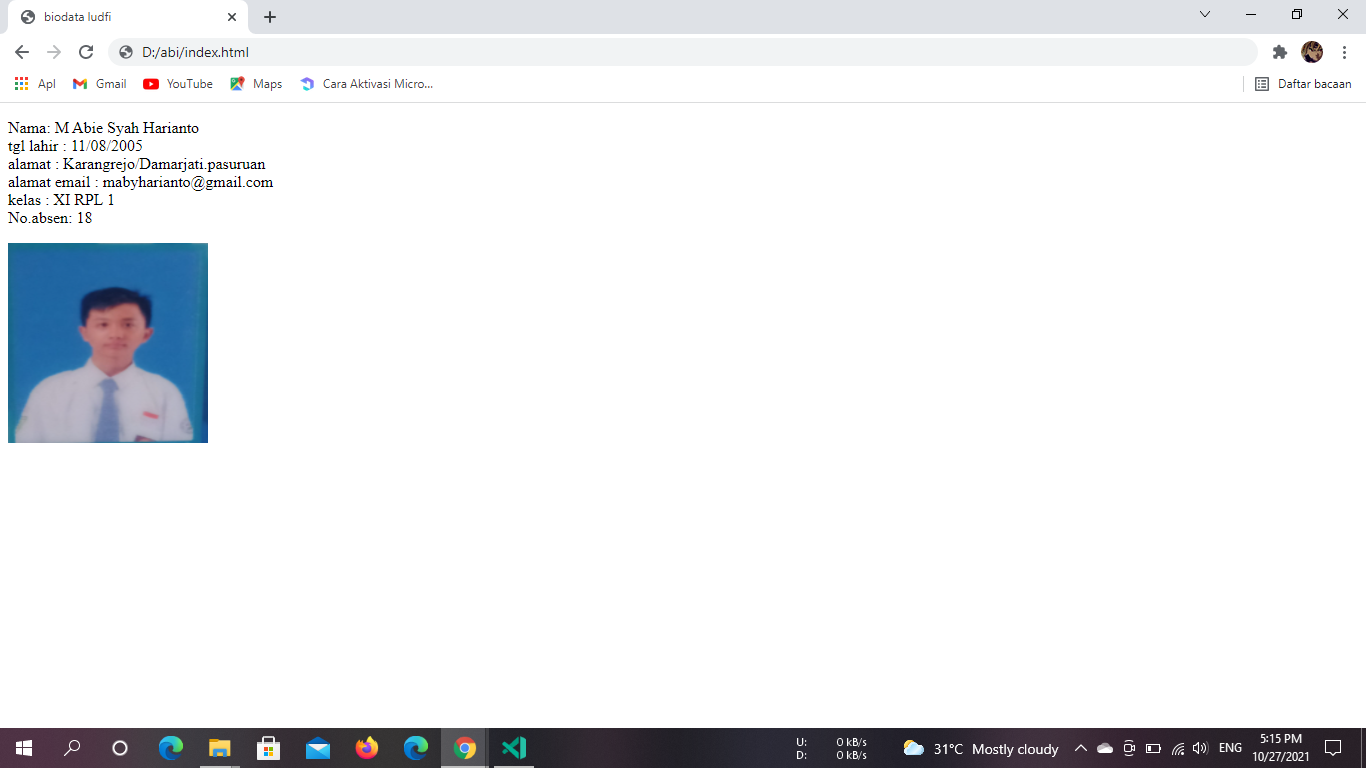 biodata ludfi
D:/abi/index.html
Apl Gmail YouTube Maps Cara Aktivasi Micro... Daftar bacaan
Nama: M Abie Syah Harianto
tgl lahir : 11/08/2005
alamat : Karangrejo/Damarjati.pasuruan
alamat email : mabyharianto@gmail.com
kelas : XI RPL 1
No.absen: 18
U: 0 kB/s
D: 0 kB/s
31°C Mostly cloudy
ENG
5:15 PM
10/27/2021